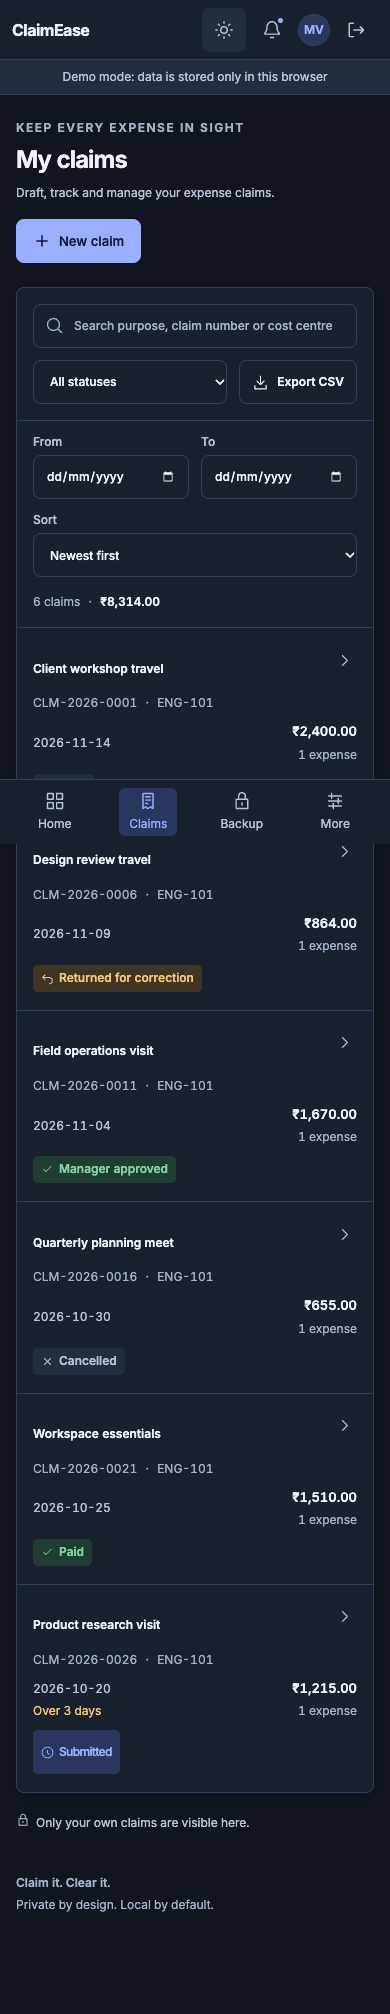 ClaimEase
MV
Demo mode: data is stored only in this browser
KEEP EVERY EXPENSE IN SIGHT
My claims
Draft, track and manage your expense claims.
New claim
Search purpose, claim number or cost centre
All statuses
Export CSV
From
To
dd/mm/yyyy
dd/mm/yyyy
Sort
Newest first
6 claims · ₹8,314.00
Client workshop travel
CLM-2026-0001 · ENG-101
₹2,400.00
2026-11-14
1 expense
Home
Claims
Backup
More
Design review travel
CLM-2026-0006 · ENG-101
₹864.00
2026-11-09
1 expense
Returned for correction
Field operations visit
CLM-2026-0011 · ENG-101
₹1,670.00
2026-11-04
1 expense
Manager approved
Quarterly planning meet
CLM-2026-0016 · ENG-101
₹655.00
2026-10-30
1 expense
Cancelled
Workspace essentials
CLM-2026-0021 · ENG-101
₹1,510.00
2026-10-25
1 expense
Paid
Product research visit
CLM-2026-0026 · ENG-101
2026-10-20
₹1,215.00
Over 3 days
1 expense
Submitted
Only your own claims are visible here.
Claim it. Clear it.
Private by design. Local by default.